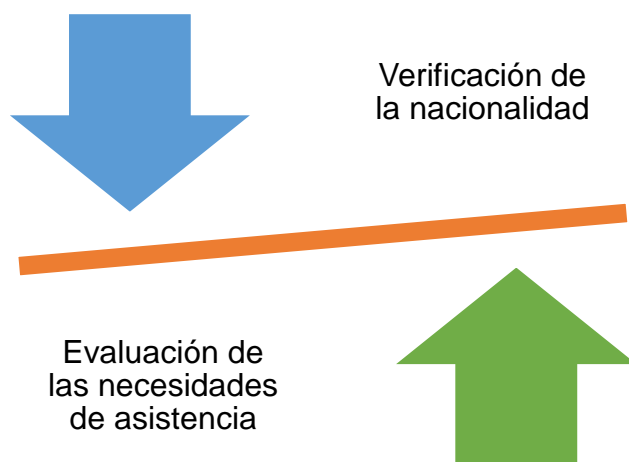 Verificación de
la nacionalidad
Evaluación de
las necesidades
de asistencia